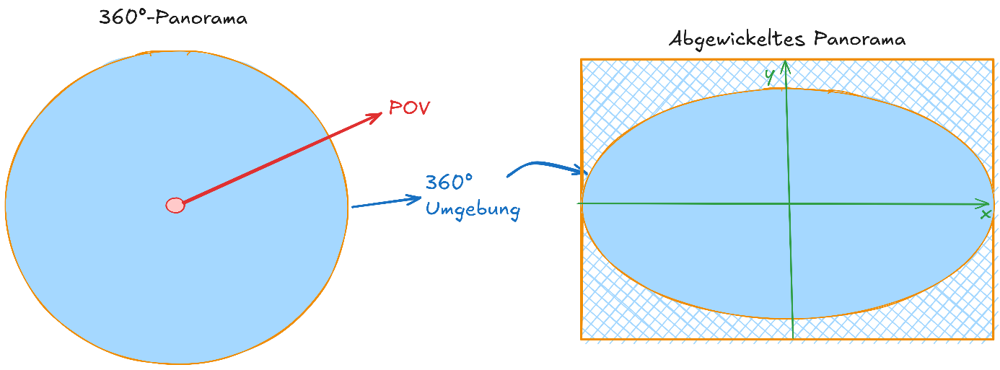 360°-Panorama
POV
360°
Umgebung
Abgewickeltes Panorama
y
x